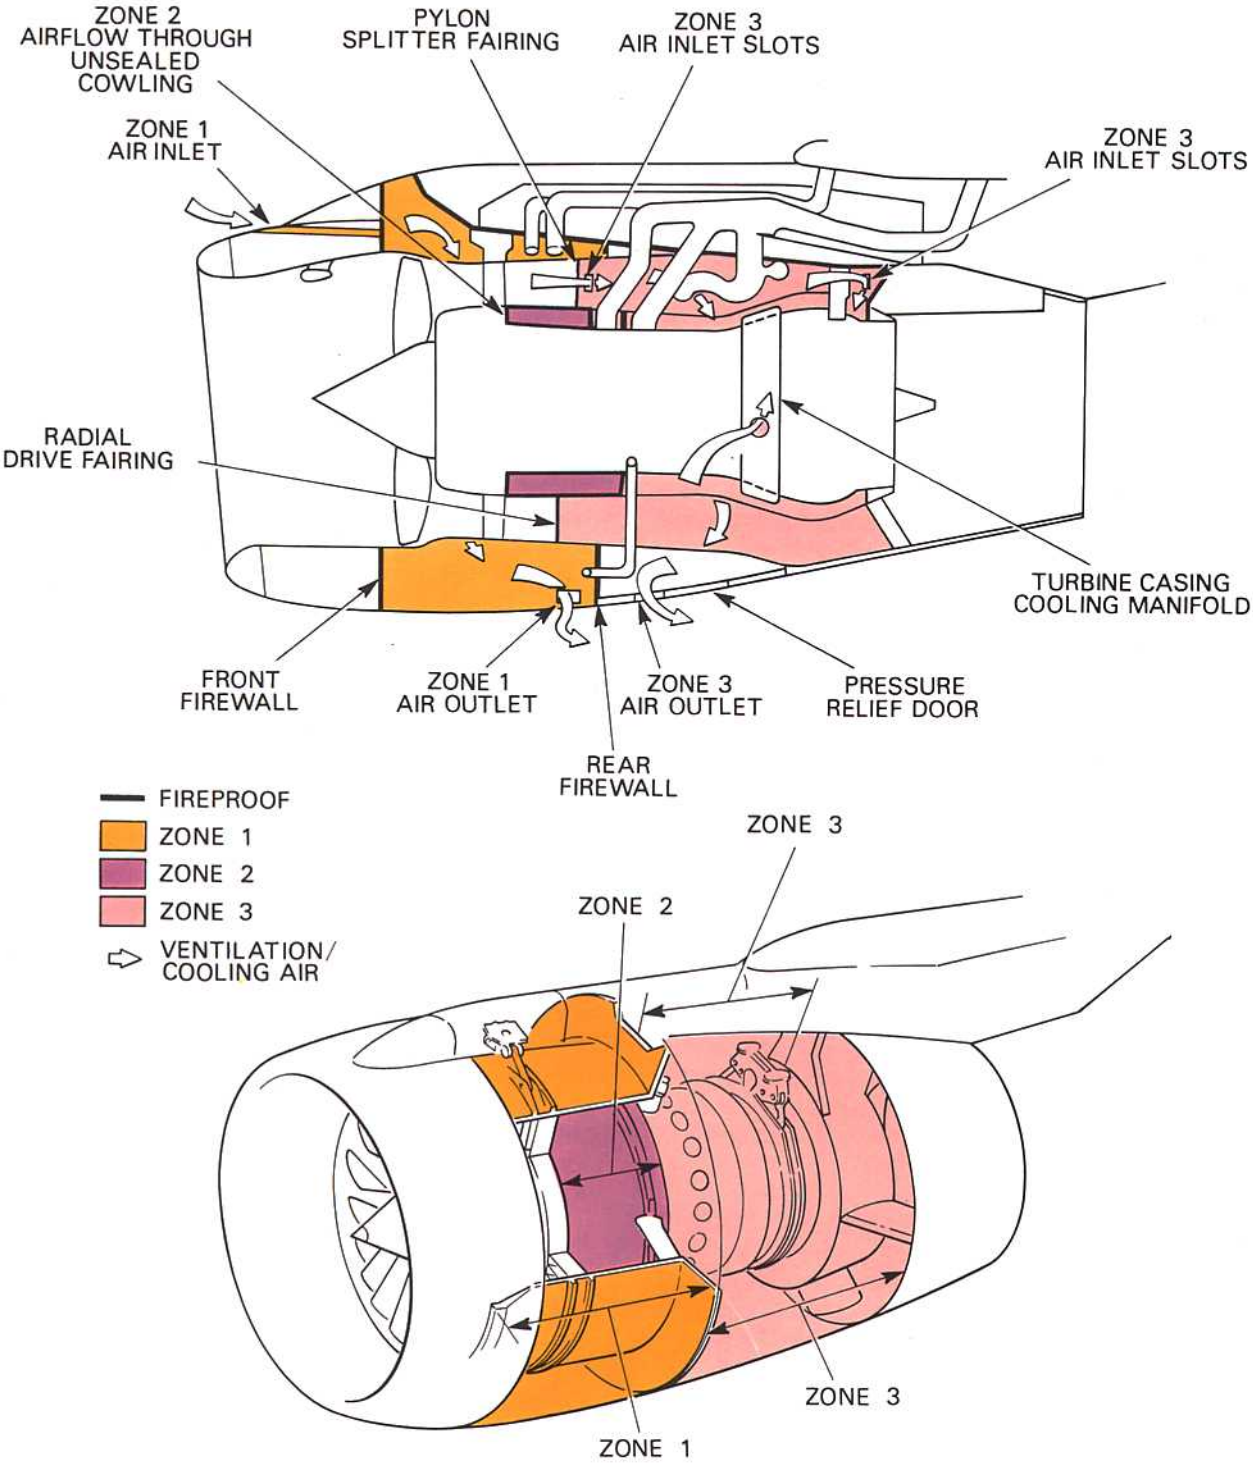 ZONE 2
AIRFLOW THROUGH
UNSEALED
COWLING
PYLON
SPLITTER FAIRING
ZONE 3
AIR INLET SLOTS
ZONE 1
AIR INLET
ZONE 3
AIR INLET SLOTS
RADIAL
DRIVE FAIRING
TURBINE CASING
COOLING MANIFOLD
FRONT
FIREWALL
ZONE 1
AIR OUTLET
ZONE 3
AIR OUTLET
PRESSURE
RELIEF DOOR
REAR
FIREWALL
FIREPROOF
ZONE 1
ZONE 2
ZONE 3
VENTILATION/
COOLING AIR
ZONE 3
ZONE 2
ZONE 3
ZONE 1